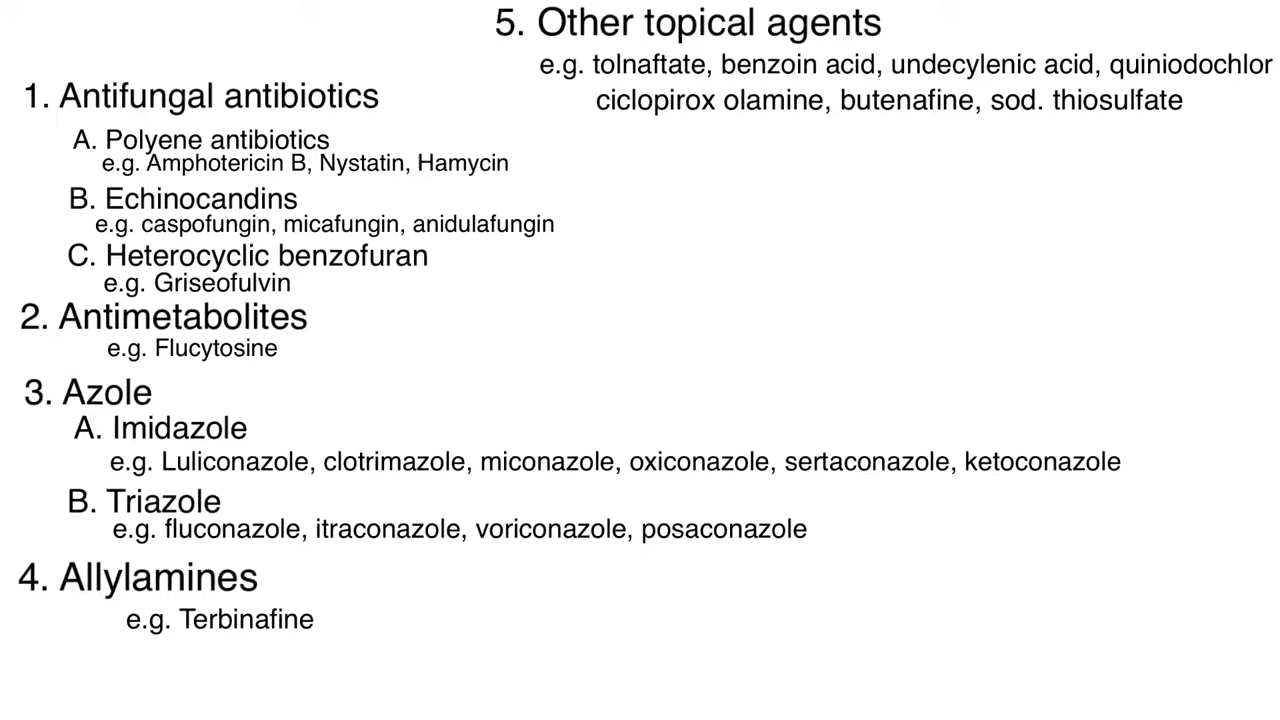 1. Antifungal antibiotics
A. Polyene antibiotics
e.g. Amphotericin B, Nystatin, Hamycin
B. Echinocandins
e.g. caspofungin, micafungin, anidulafungin
C. Heterocyclic benzofuran
e.g. Griseofulvin
2. Antimetabolites
e.g. Flucytosine
3. Azole
A. Imidazole
e.g. Luliconazole, clotrimazole, miconazole, oxiconazole, sertaconazole, ketoconazole
B. Triazole
e.g. fluconazole, itraconazole, voriconazole, posaconazole
4. Allylamines
e.g. Terbinafine
5. Other topical agents
e.g. tolnaftate, benzoin acid, undecylenic acid, quiniodochlor
ciclopirox olamine, butenafine, sod. thiosulfate